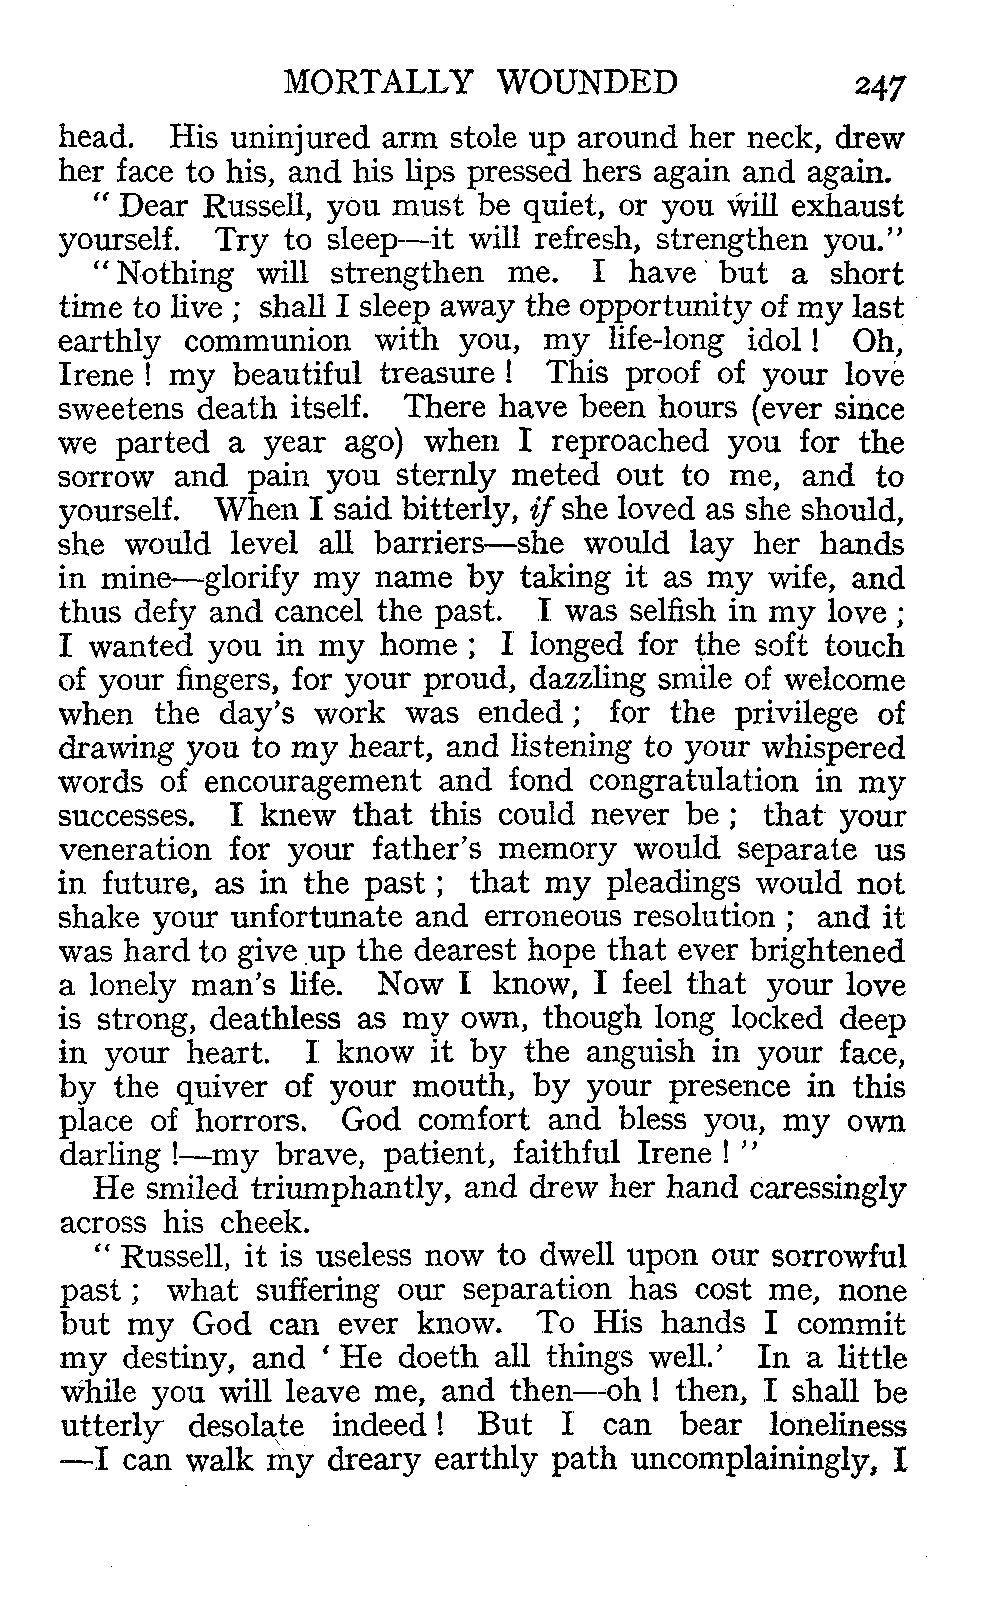 MORTALLY WOUNDED 247
head. His uninjured arm stole up around her neck, drew
her face to his, and his lips pressed hers again and again.
“ Dear Russell, you must be quiet, or you will exhaust
yourself. Try to sleep—it will refresh, strengthen you.”
“ Nothing will strengthen me. I have but a short
time to live ; shall I sleep away the opportunity of my last
earthly communion with you, my life-long idol ! Oh,
Irene ! my beautiful treasure ! This proof of your love
sweetens death itself. There have been hours (ever since
we parted a year ago) when I reproached you for the
sorrow and pain you sternly meted out to me, and to
yourself. When I said bitterly, if she loved as she should,
she would level all barriers—she would lay her hands
in mine—glorify my name by taking it as my wife, and
thus defy and cancel the past. I was selfish in my love ;
I wanted you in my home ; I longed for the soft touch
of your fingers, for your proud, dazzling smile of welcome
when the day's work was ended ; for the privilege of
drawing you to my heart, and listening to your whispered
words of encouragement and fond congratulation in my
successes. I knew that this could never be ; that your
veneration for your father's memory would separate us
in future, as in the past ; that my pleadings would not
shake your unfortunate and erroneous resolution ; and it
was hard to give up the dearest hope that ever brightened
a lonely man's life. Now I know, I feel that your love
is strong, deathless as my own, though long locked deep
in your heart. I know it by the anguish in your face,
by the quiver of your mouth, by your presence in this
place of horrors. God comfort and bless you, my own
darling !—my brave, patient, faithful Irene ! ”
He smiled triumphantly, and drew her hand caressingly
across his cheek.
“ Russell, it is useless now to dwell upon our sorrowful
past ; what suffering our separation has cost me, none
but my God can ever know. To His hands I commit
my destiny, and ‘ He doeth all things well.’ In a little
while you will leave me, and then—oh ! then, I shall be
utterly desolate indeed ! But I can bear loneliness
—I can walk my dreary earthly path uncomplainingly, I